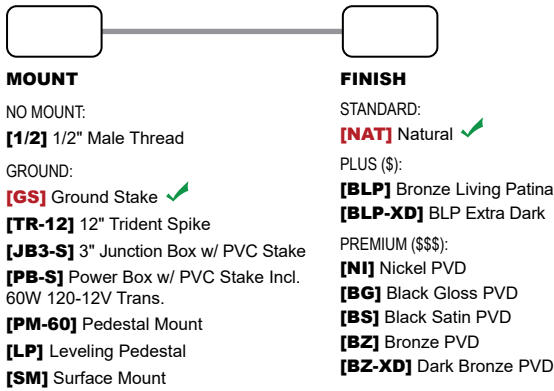 MOUNT
NO MOUNT:
[1/2] 1/2" Male Thread
GROUND:
[GS] Ground Stake
[TR-12] 12" Trident Spike
[JB3-S] 3" Junction Box w/ PVC Stake
[PB-S] Power Box w/ PVC Stake Incl.
60W 120-12V Trans.
[PM-60] Pedestal Mount
[LP] Leveling Pedestal
[SM] Surface Mount
FINISH
STANDARD:
[NAT] Natural
PLUS ($):
[BLP] Bronze Living Patina
[BLP-XD] BLP Extra Dark
PREMIUM ($$$):
[NI] Nickel PVD
[BG] Black Gloss PVD
[BS] Black Satin PVD
[BZ] Bronze PVD
[BZ-XD] Dark Bronze PVD